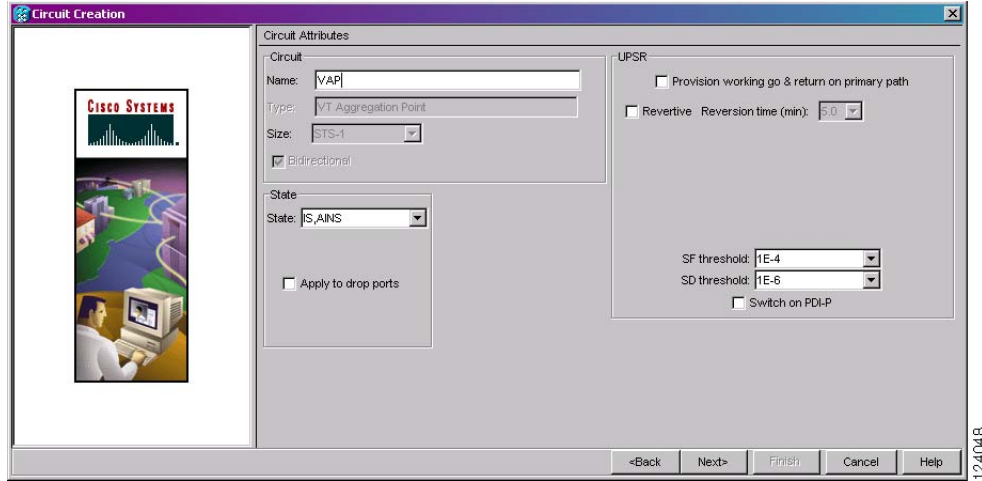 Circuit Creation
CISCO SYSTEMS
Circuit Attributes
Circuit
Name: VAP
Type: VT Aggregation Point
Size: STS-1
Bidirectional
State
State: IS,AINS
Apply to drop ports
UPSR
Provision working go & return on primary path
Revertive Reversion time (min): 5.0
SF threshold: 1E-4
SD threshold: 1E-6
Switch on PDI-P
<Back Next> Finish Cancel Help
124048